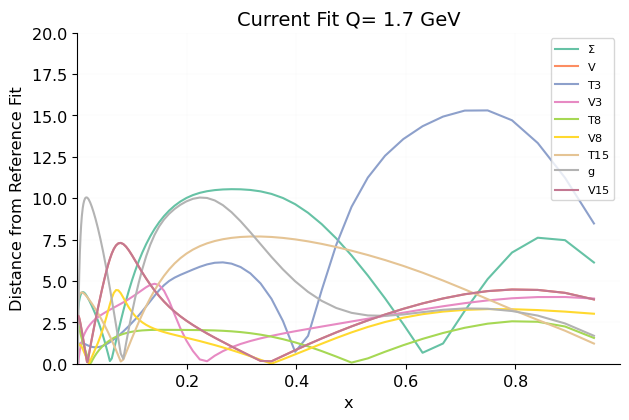 Current Fit Q= 1.7 GeV
Distance from Reference Fit
20.0
17.5
15.0
12.5
10.0
7.5
5.0
2.5
0.0
0.2
0.4
0.6
0.8
x
Σ
V
T3
V3
T8
V8
T15
g
V15